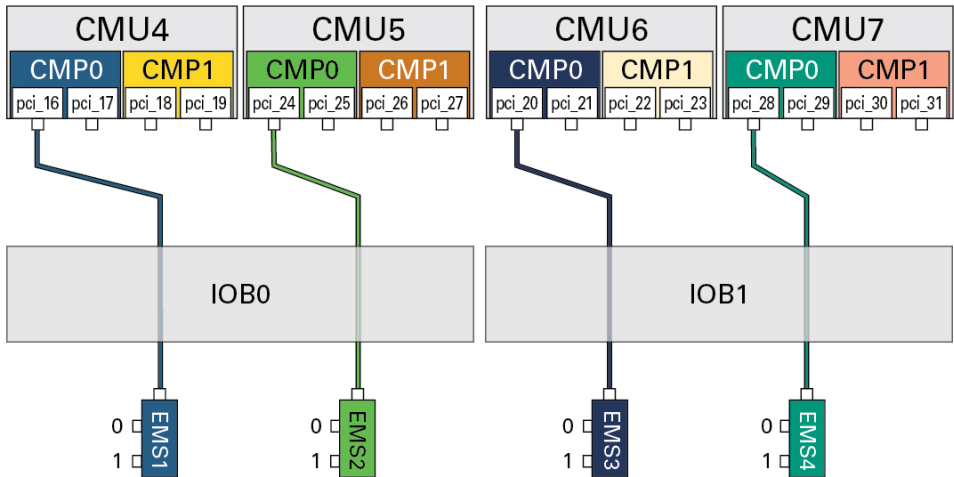 CMU4 CMU5 CMU6 CMU7
CMP0 CMP1 CMP0 CMP1 CMP0 CMP1 CMP0 CMP1
pci_16 pci_17 pci_18 pci_19 pci_24 pci_25 pci_26 pci_27 pci_20 pci_21 pci_22 pci_23 pci_28 pci_29 pci_30 pci_31
IOB0 IOB1
0 0 0 0
1 1 1 1
EMS1 EMS2 EMS3 EMS4